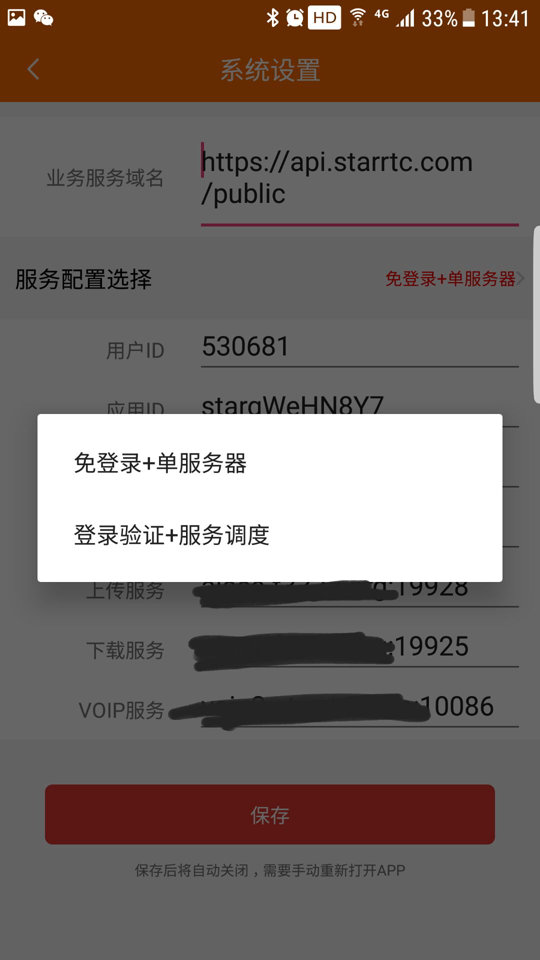 HD 4G 33% 13:41
系统设置
业务服务域名
https://api.starrtc.com
/public
服务配置选择
免登录+单服务器
用户ID
530681
应用ID
stargWeHN8Y7
免登录+单服务器
登录验证+服务调度
上传服务
:19928
下载服务
:19925
VOIP服务
:10086
保存
保存后将自动关闭，需要手动重新打开APP